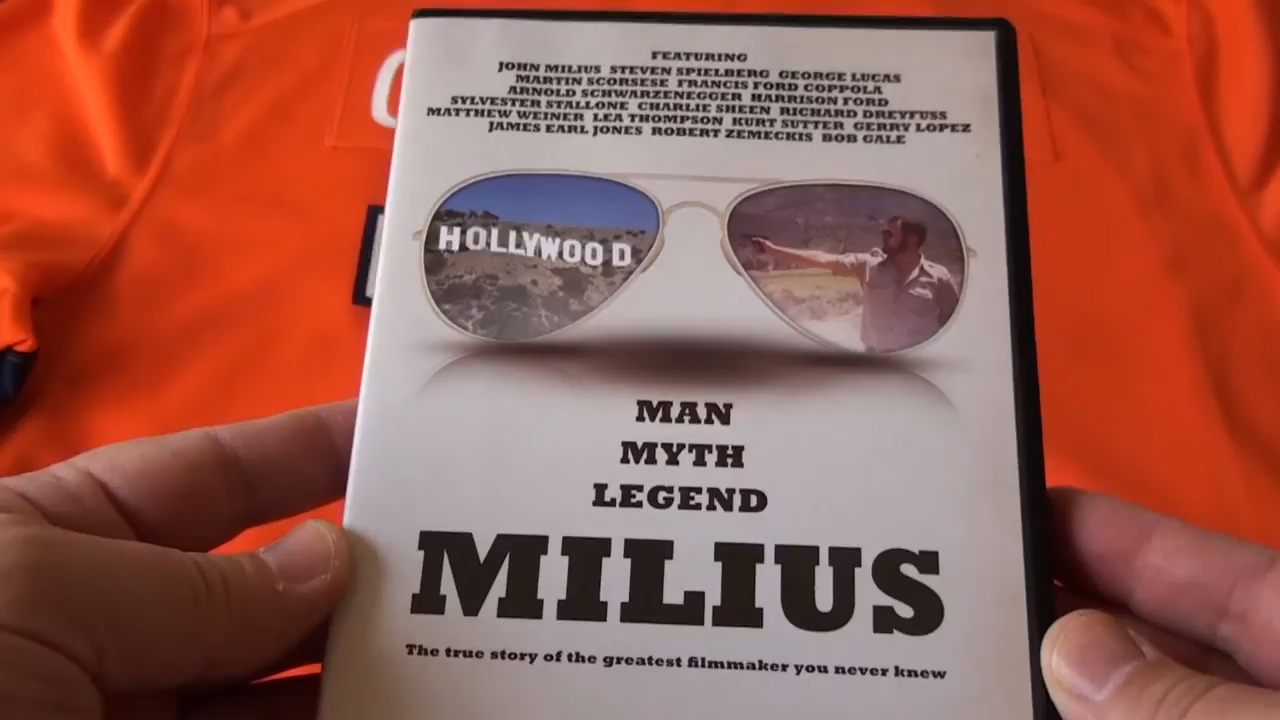 FEATURING
JOHN MILIUS STEVEN SPIELBERG GEORGE LUCAS
MARTIN SCORSESE FRANCIS FORD COPPOLA
ARNOLD SCHWARZENEGGER HARRISON FORD
SYLVESTER STALLONE CHARLIE SHEEN RICHARD DREYFUSS
MATTHEW WEINER LEA THOMPSON KURT SUTTER GERRY LOPEZ
JAMES EARL JONES ROBERT ZEMECKIS BOB GALE
HOLLYWOOD
MAN
MYTH
LEGEND
MILIUS
The true story of the greatest filmmaker you never knew